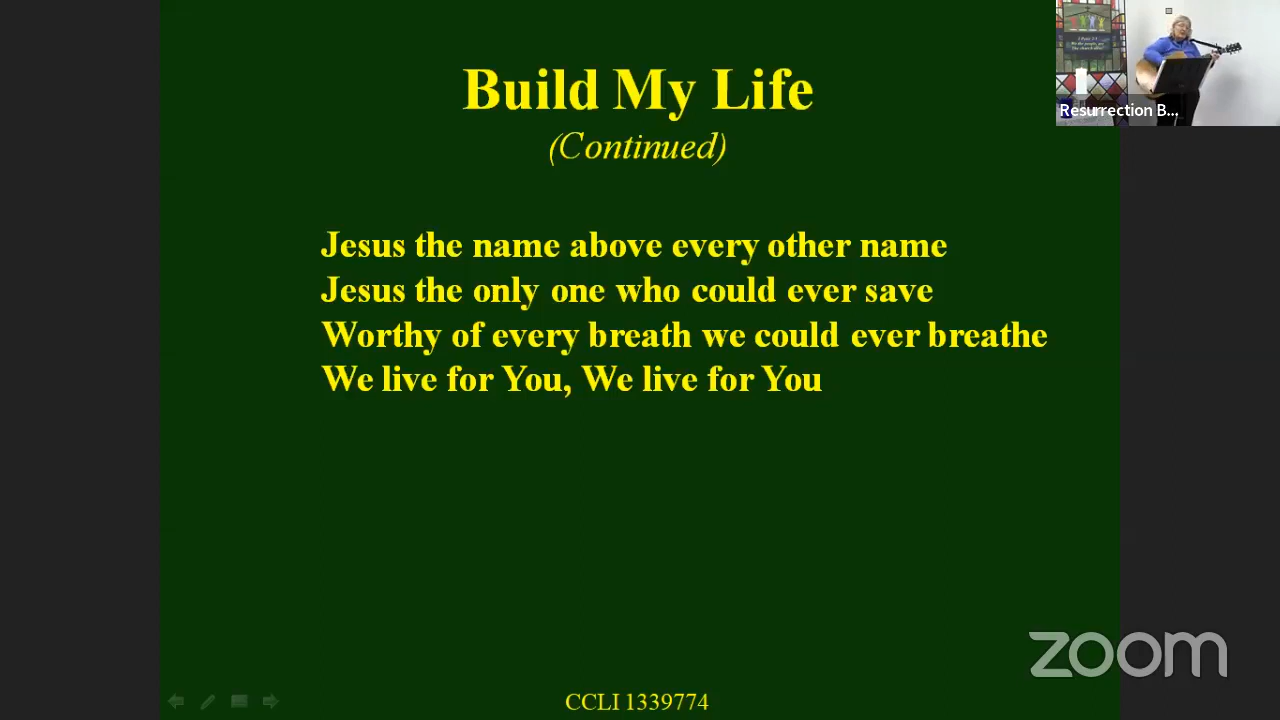 Build My Life
(Continued)
Jesus the name above every other name
Jesus the only one who could ever save
Worthy of every breath we could ever breathe
We live for You, We live for You
CCLI 1339774
Resurrection B...
zoom